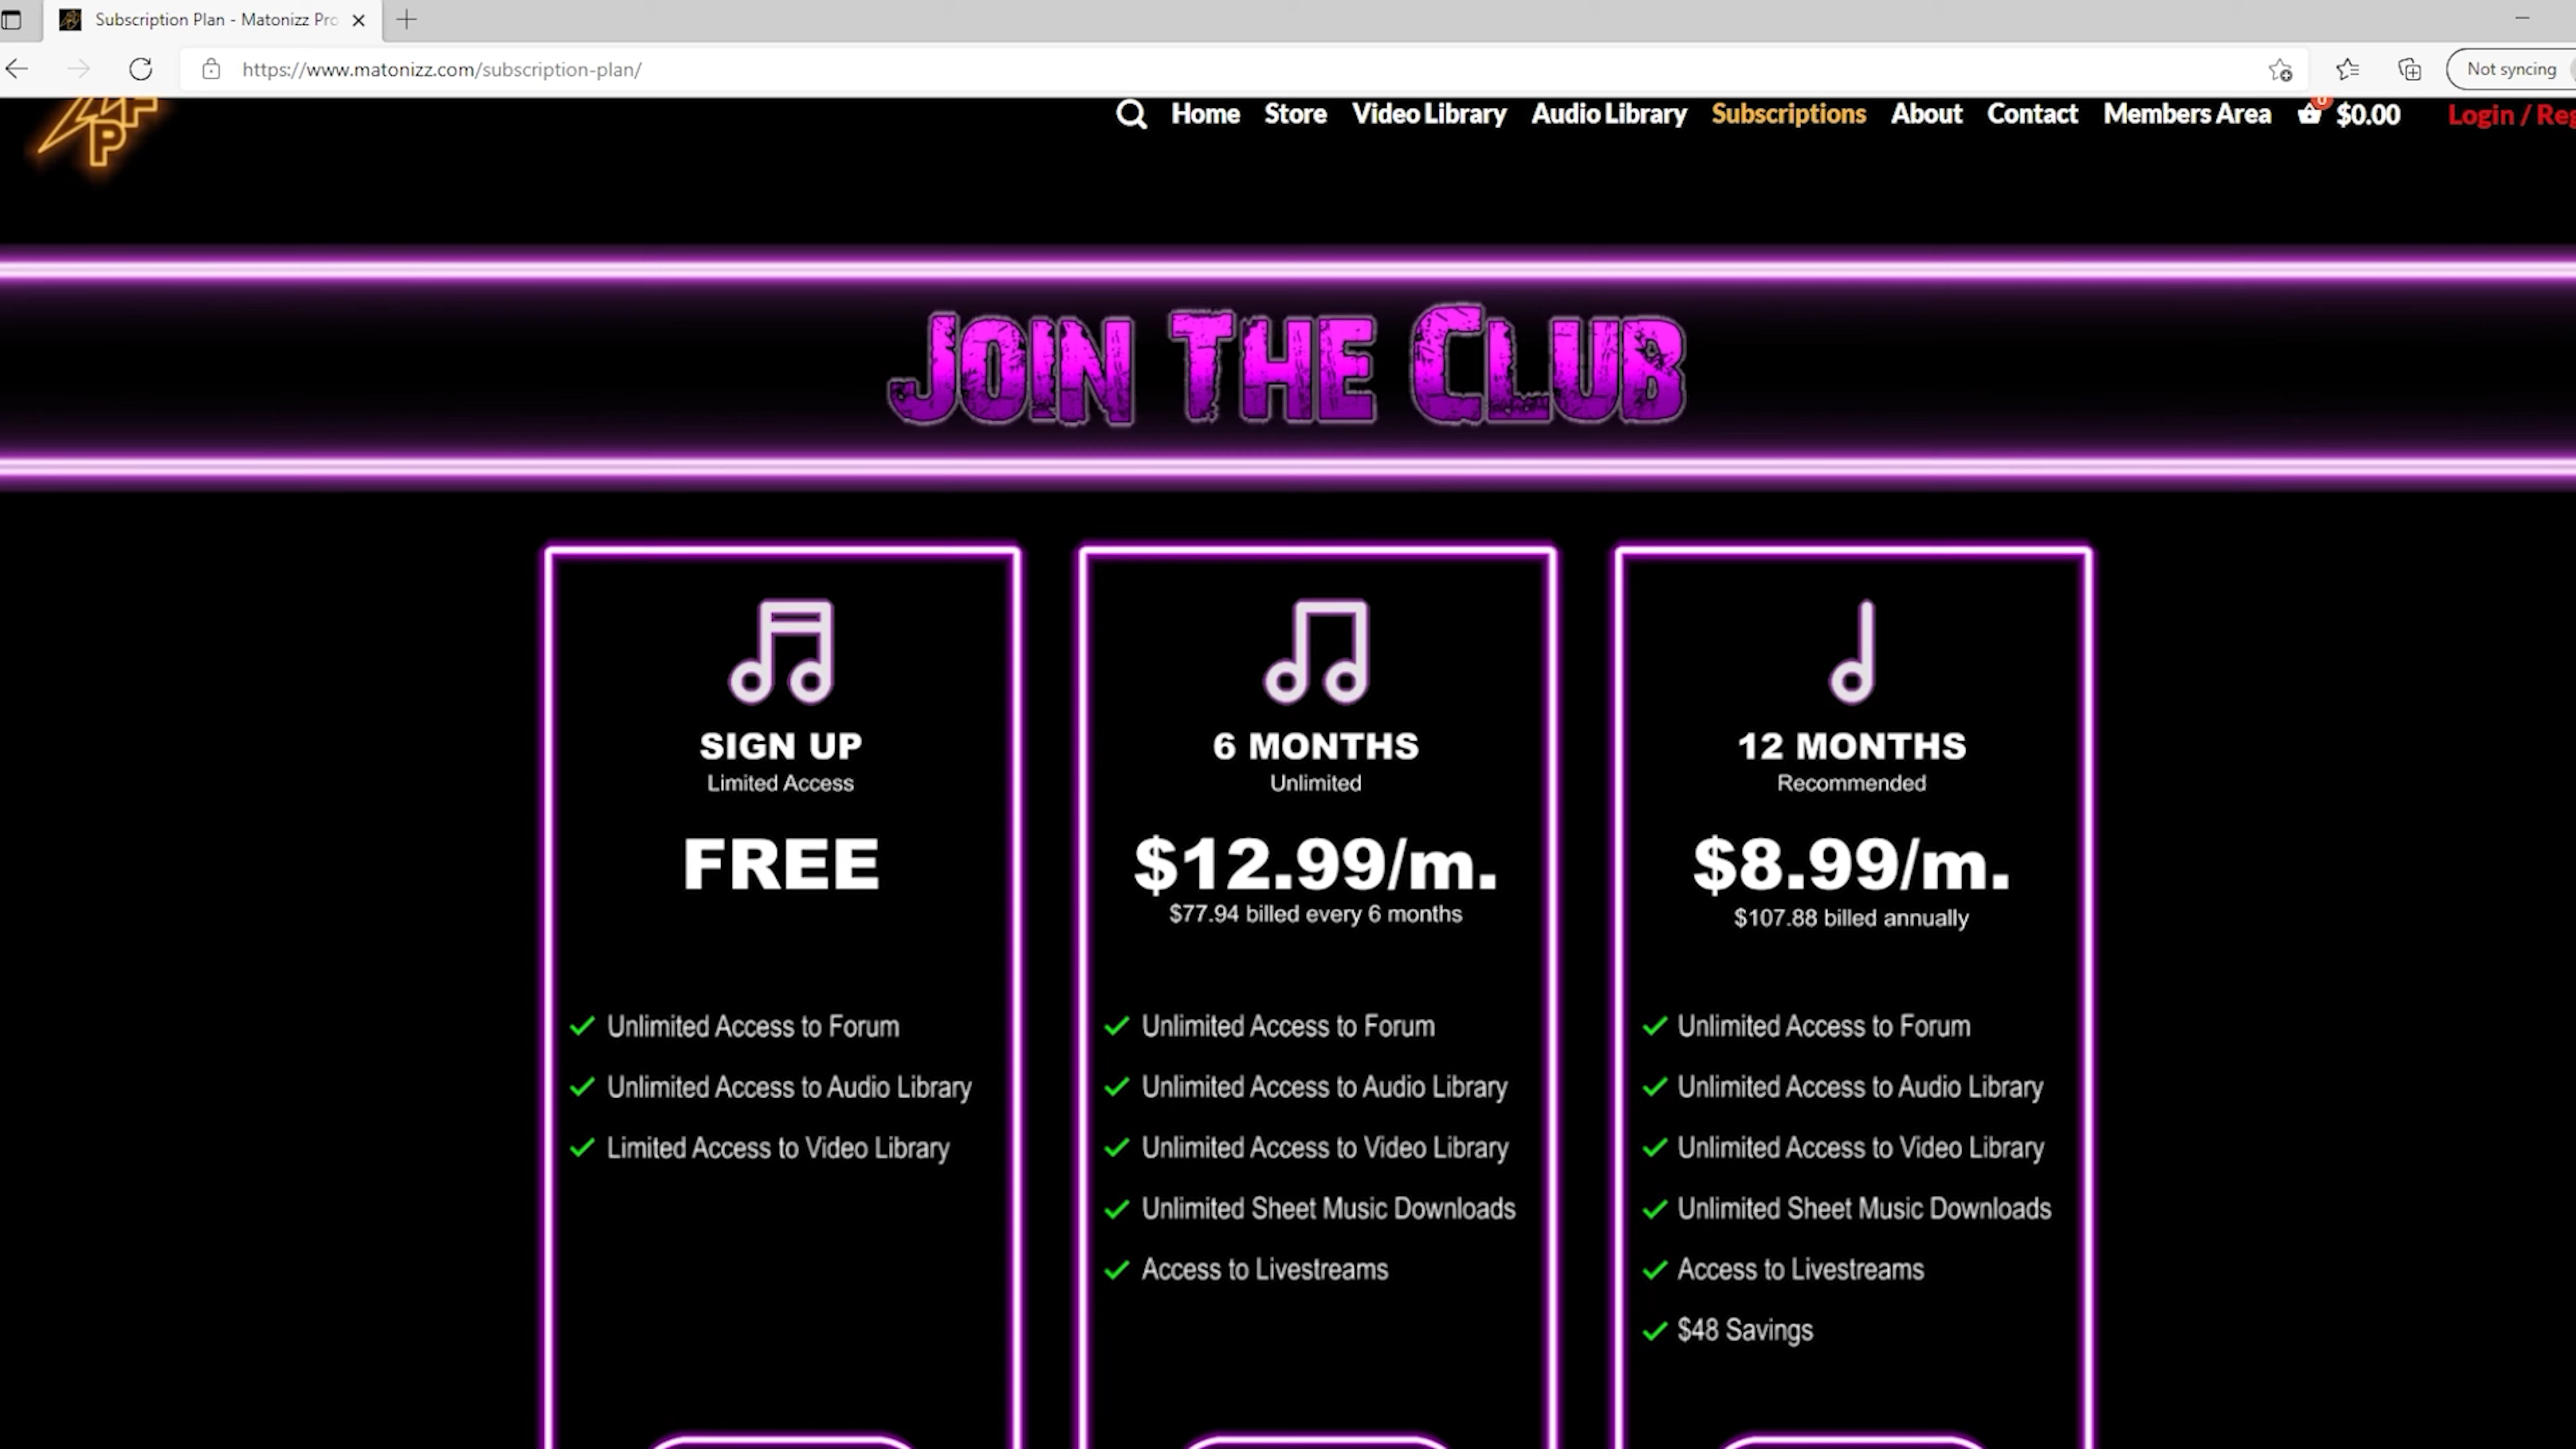 Subscription Plan - Matonizz Pro
https://www.matonizz.com/subscription-plan/
Not syncing
FP
Home Store Video Library Audio Library Subscriptions About Contact Members Area 0 $0.00 Login / Reg
JOIN THE CLUB
SIGN UP
Limited Access
FREE
Unlimited Access to Forum
Unlimited Access to Audio Library
Limited Access to Video Library
6 MONTHS
Unlimited
$12.99/m.
$77.94 billed every 6 months
Unlimited Access to Forum
Unlimited Access to Audio Library
Unlimited Access to Video Library
Unlimited Sheet Music Downloads
Access to Livestreams
12 MONTHS
Recommended
$8.99/m.
$107.88 billed annually
Unlimited Access to Forum
Unlimited Access to Audio Library
Unlimited Access to Video Library
Unlimited Sheet Music Downloads
Access to Livestreams
$48 Savings